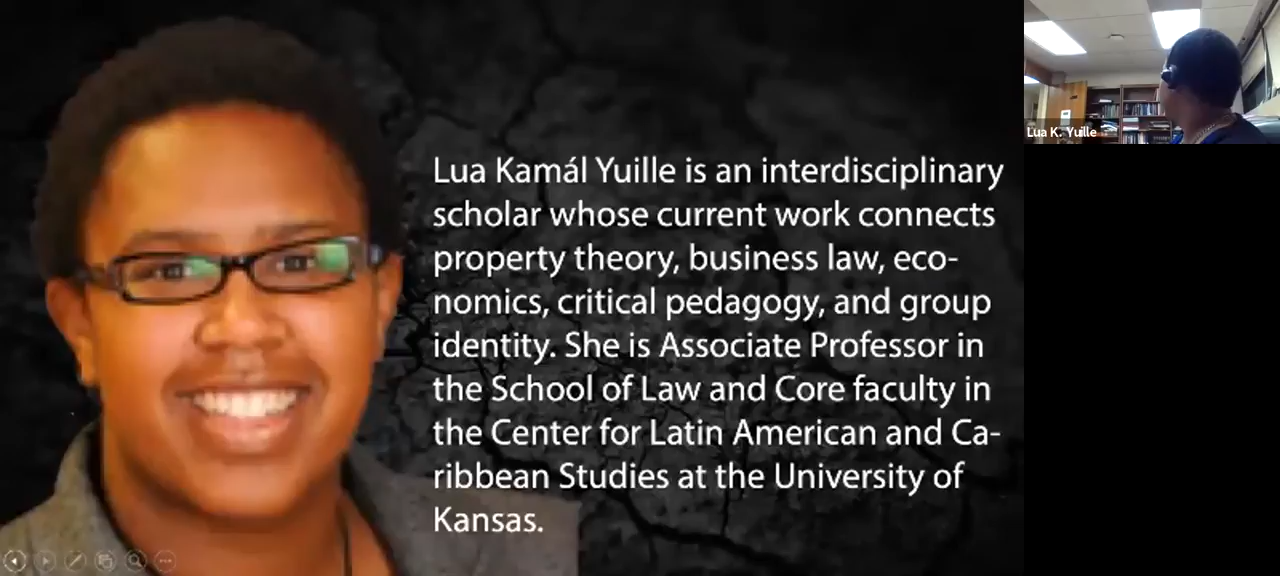 Lua Kamál Yuille is an interdisciplinary
scholar whose current work connects
property theory, business law, eco-
nomics, critical pedagogy, and group
identity. She is Associate Professor in
the School of Law and Core faculty in
the Center for Latin American and Ca-
ribbean Studies at the University of
Kansas.
Lua K. Yuille